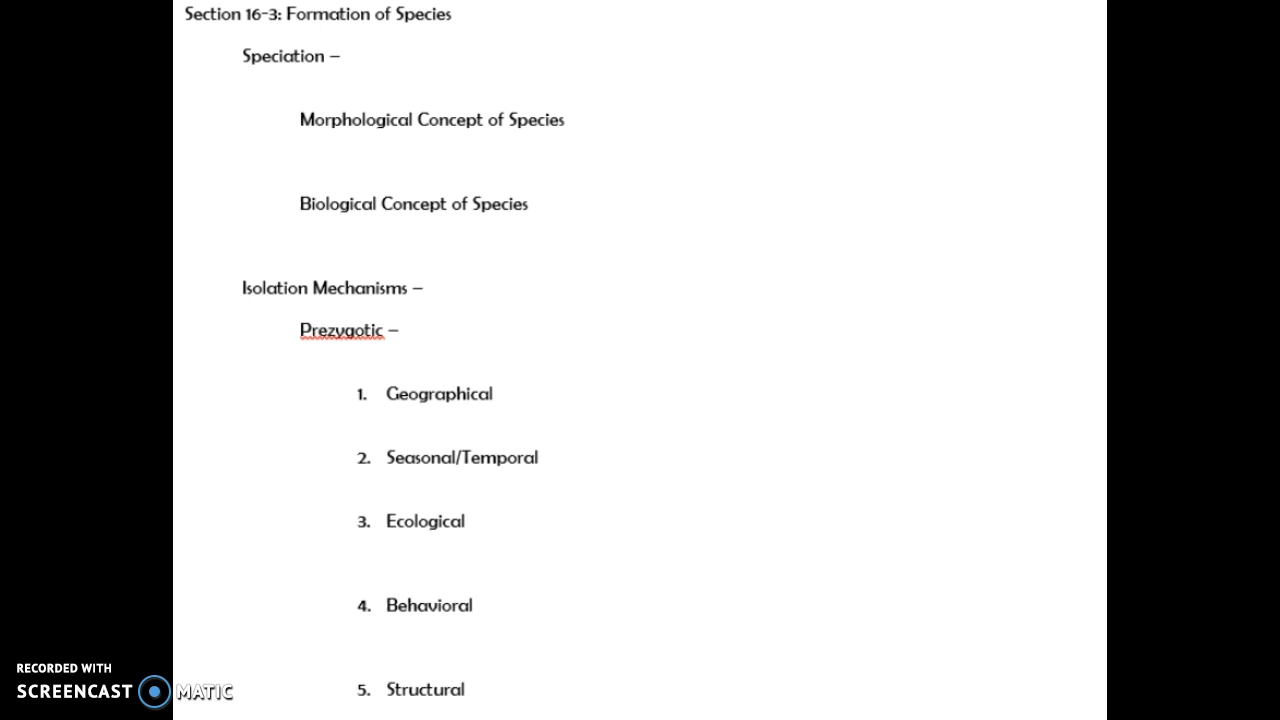 Section 16-3: Formation of Species
Speciation –
Morphological Concept of Species
Biological Concept of Species
Isolation Mechanisms –
Prezygotic –
1. Geographical
2. Seasonal/Temporal
3. Ecological
4. Behavioral
5. Structural
RECORDED WITH
SCREENCAST MATIC